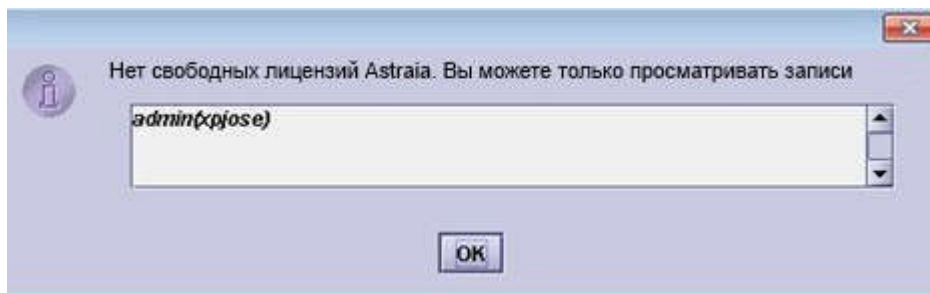 Нет свободных лицензий Astraia. Вы можете только просматривать записи
admin(xpjose)
OK